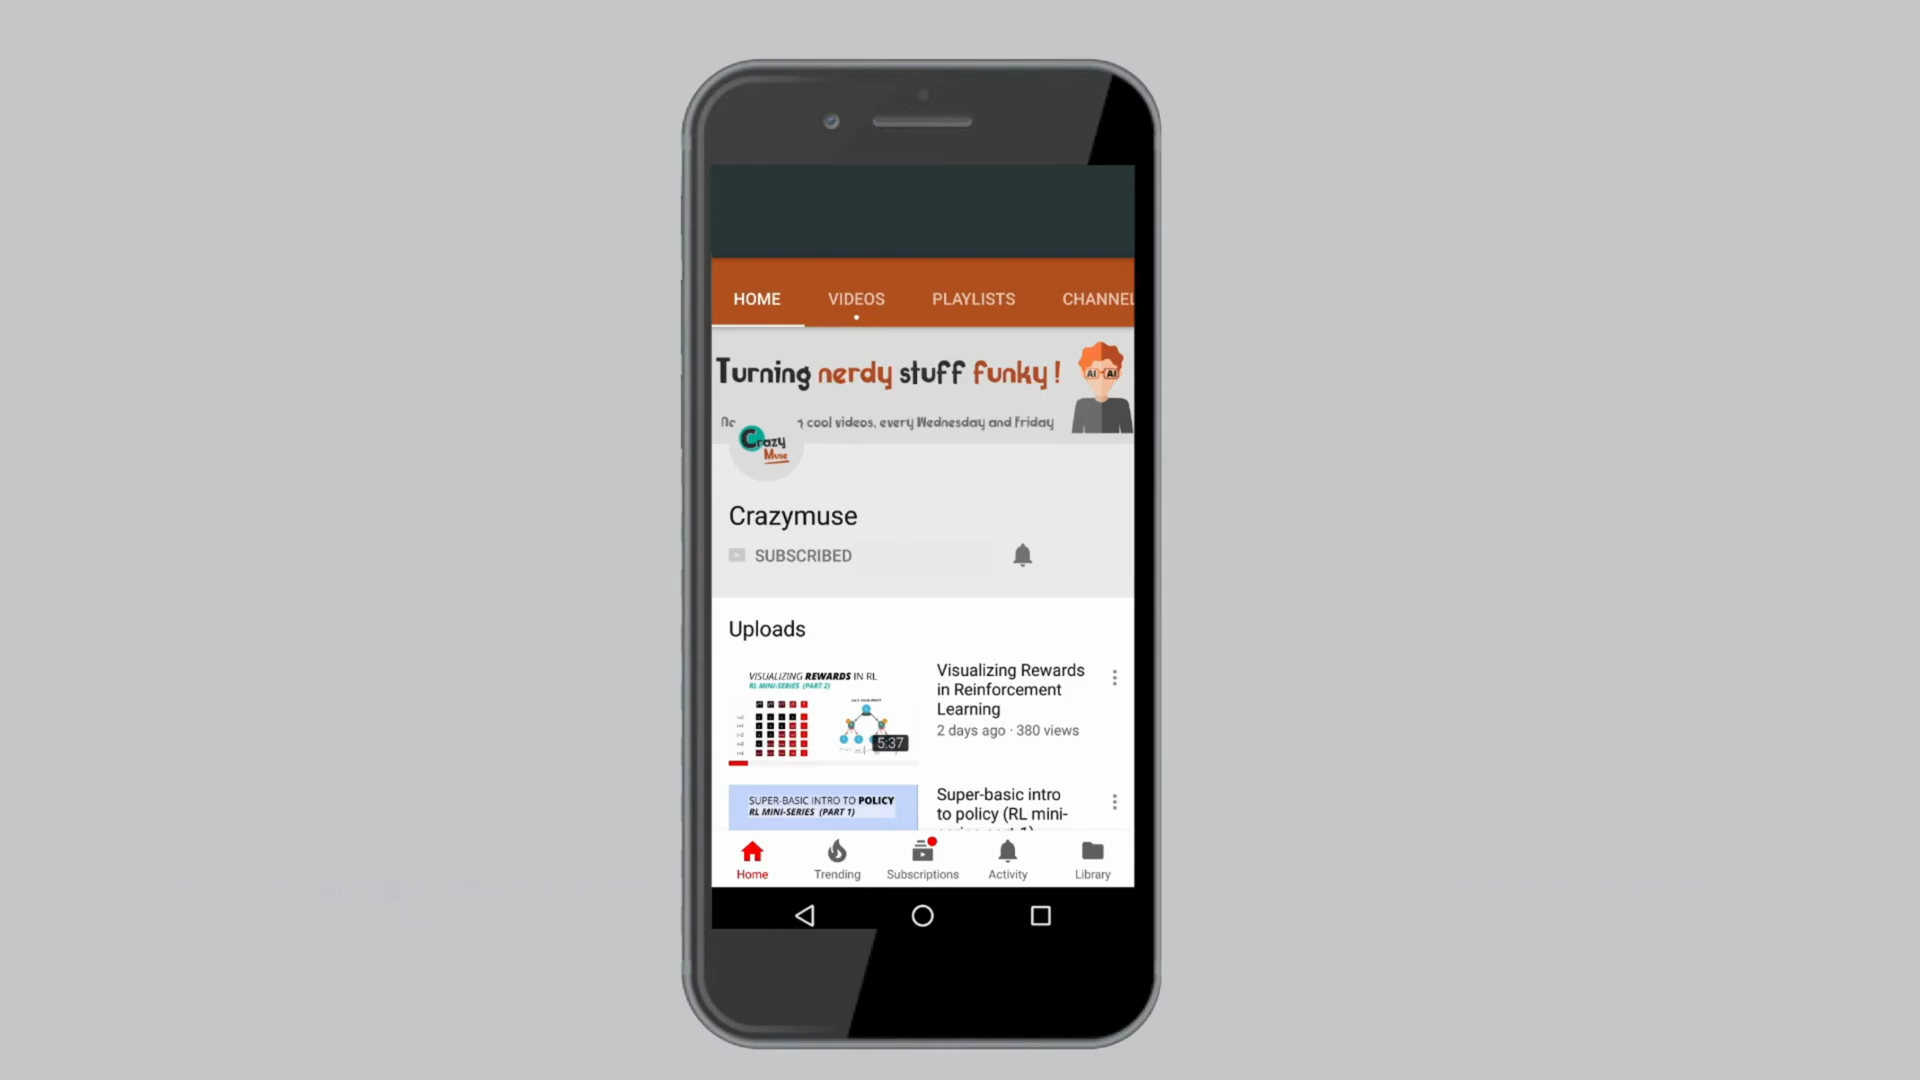 HOME VIDEOS PLAYLISTS CHANNEL
Turning nerdy stuff funky !
cool videos, every Wednesday and Friday
AI AI
Crazy
Muse
Crazymuse
SUBSCRIBED
Uploads
VISUALIZING REWARDS IN RL
RL MINI-SERIES (PART 2)
5:37
Visualizing Rewards
in Reinforcement
Learning
2 days ago · 380 views
SUPER-BASIC INTRO TO POLICY
RL MINI-SERIES (PART 1)
Super-basic intro
to policy (RL mini-
Home Trending Subscriptions Activity Library